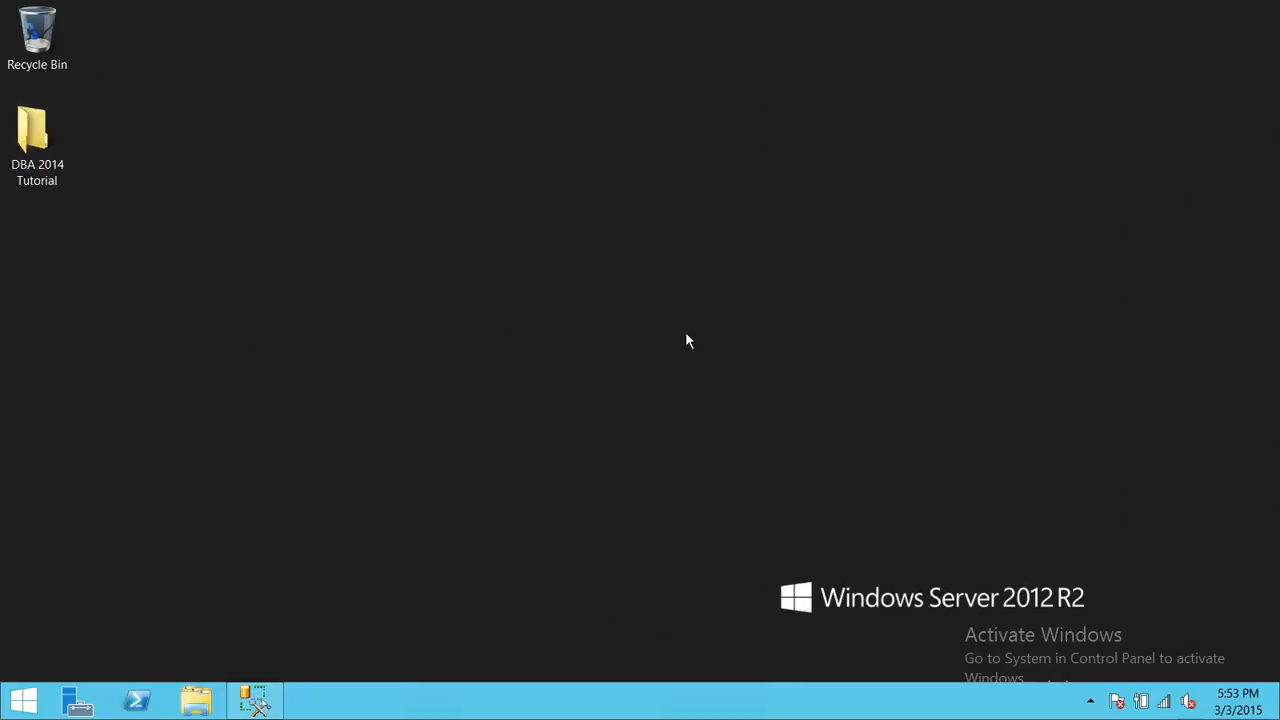 Recycle Bin
DBA 2014
Tutorial
Windows Server 2012 R2
Activate Windows
Go to System in Control Panel to activate
Windows.
5:53 PM
3/3/2015